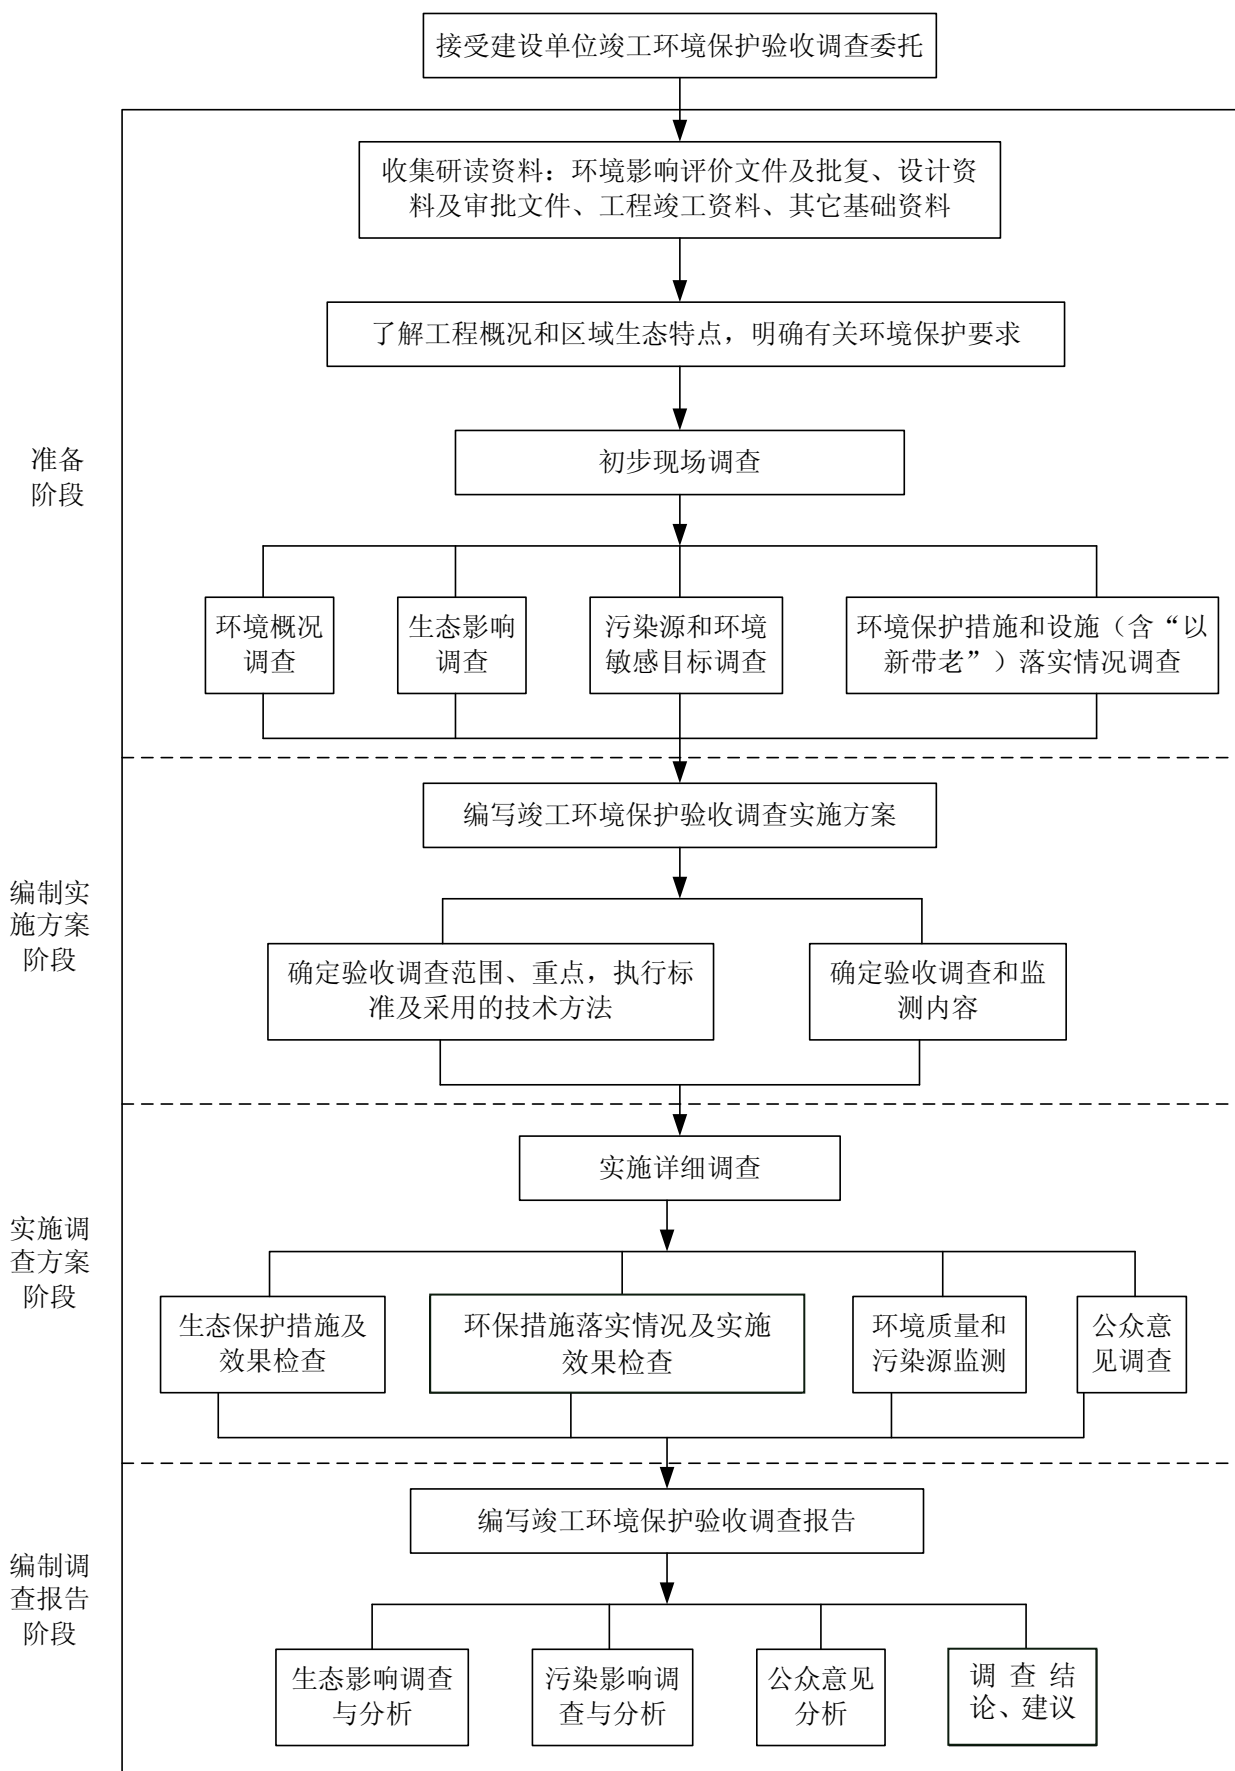 接受建设单位竣工环境保护验收调查委托
收集研读资料：环境影响评价文件及批复、设计资
料及审批文件、工程竣工资料、其它基础资料
了解工程概况和区域生态特点，明确有关环境保护要求
准备
阶段
初步现场调查
环境概况
调查
生态影响
调查
污染源和环境
敏感目标调查
环境保护措施和设施（含“以
新带老”）落实情况调查
编写竣工环境保护验收调查实施方案
编制实
施方案
阶段
确定验收调查范围、重点，执行标
准及采用的技术方法
确定验收调查和监
测内容
实施详细调查
实施调
查方案
阶段
生态保护措施及
效果检查
环保措施落实情况及实施
效果检查
环境质量和
污染源监测
公众意
见调查
编写竣工环境保护验收调查报告
编制调
查报告
阶段
生态影响调查
与分析
污染影响调
查与分析
公众意见
分析
调查结
论、建议